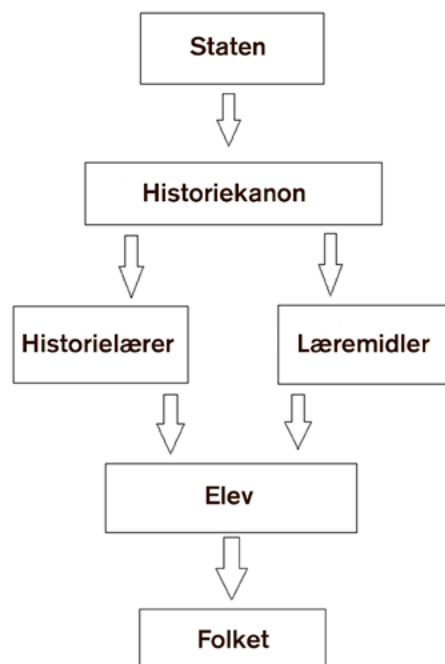 Staten
Historiekanon
Historielærer
Læremidler
Elev
Folket